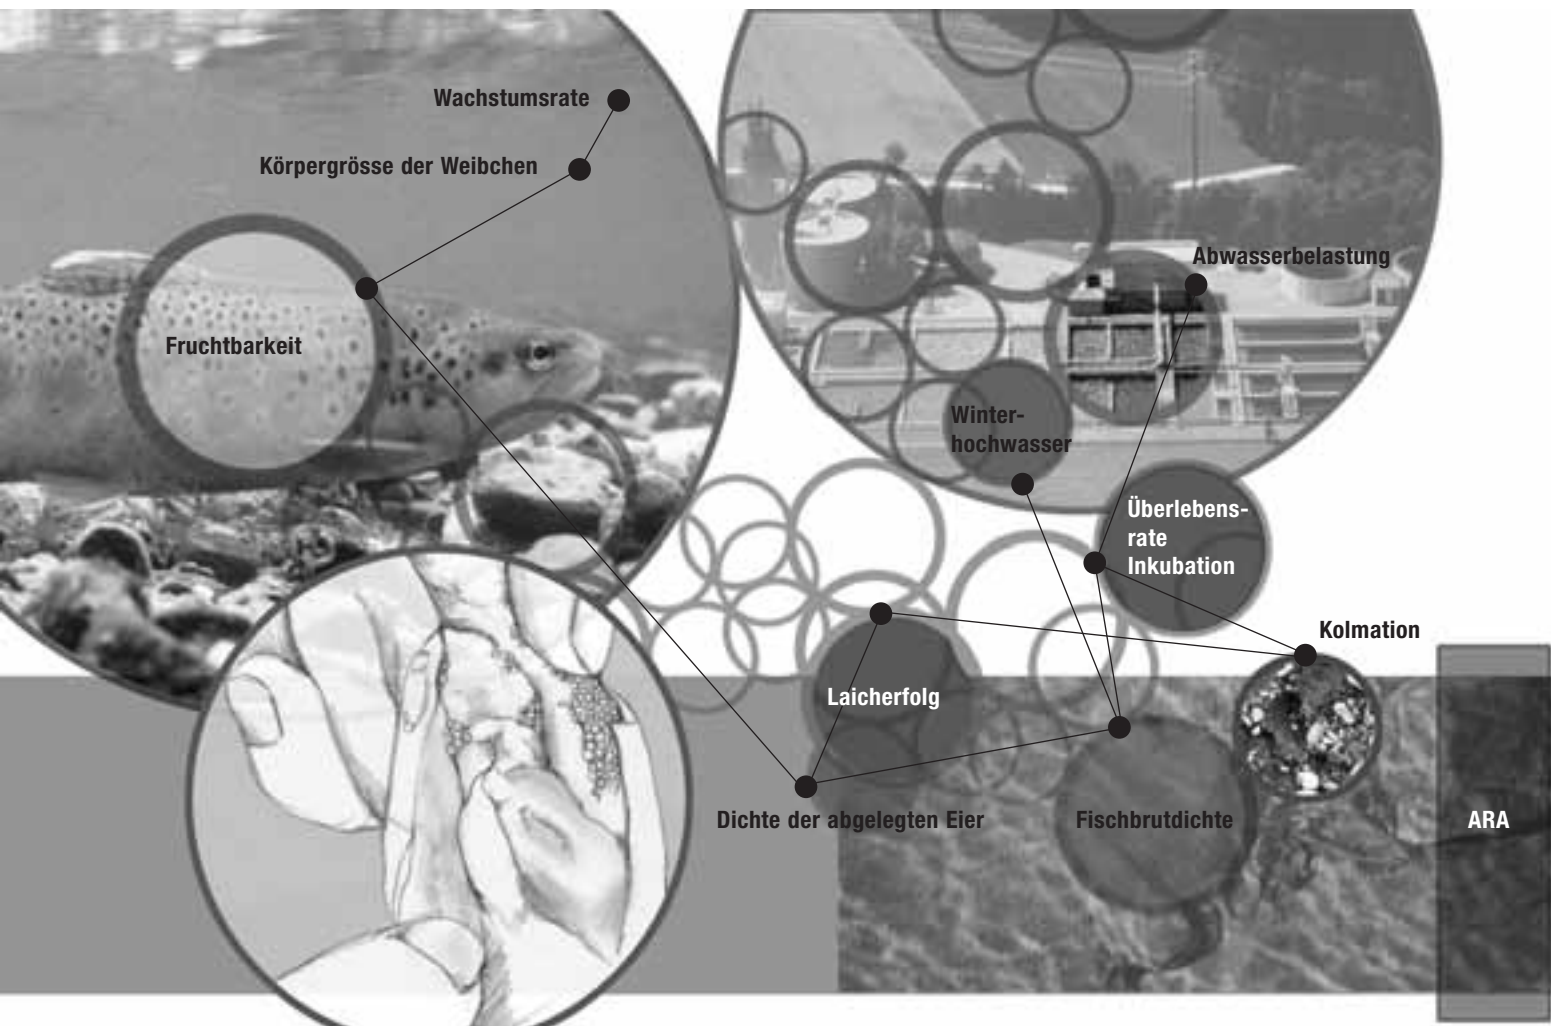 Wachstumsrate
Körpergrösse der Weibchen
Fruchtbarkeit
Abwasserbelastung
Winter-
hochwasser
Überlebens-
rate
Inkubation
Kolmation
Laicherfolg
Dichte der abgelegten Eier
Fischbrutdichte
ARA